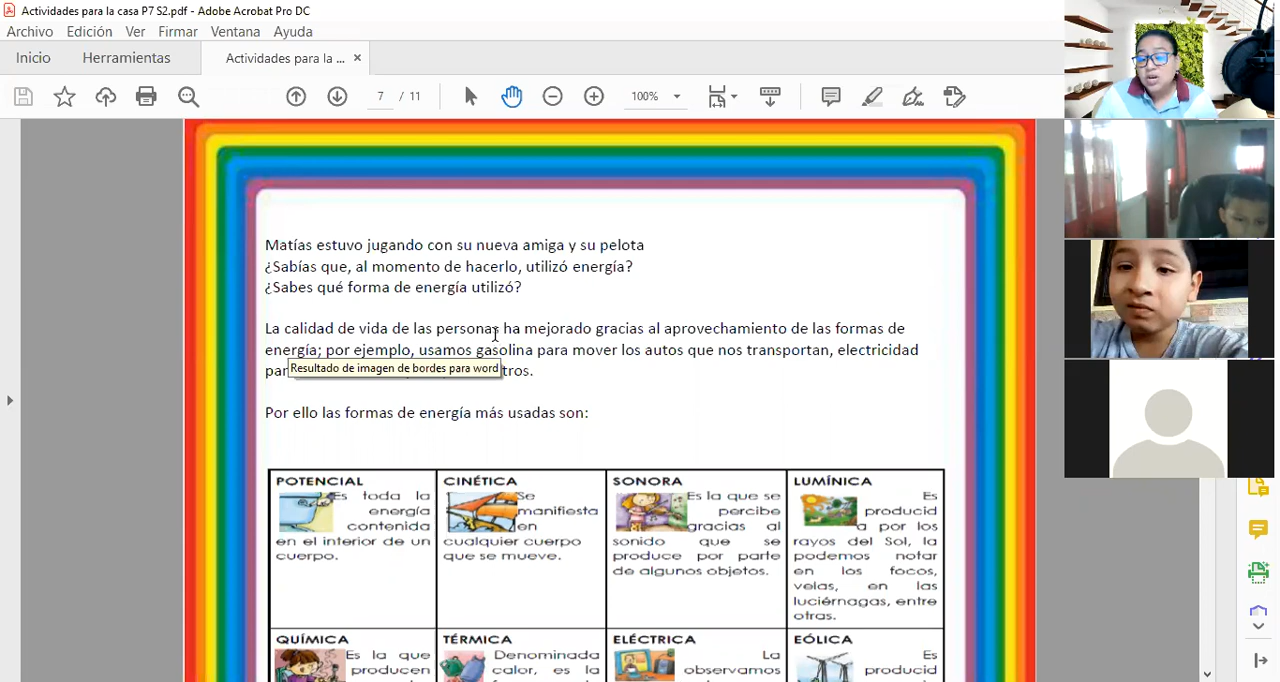 Actividades para la casa P7 S2.pdf - Adobe Acrobat Pro DC
Archivo Edición Ver Firmar Ventana Ayuda
Inicio Herramientas Actividades para la ... ×
7 / 11 100%
Matías estuvo jugando con su nueva amiga y su pelota
¿Sabías que, al momento de hacerlo, utilizó energía?
¿Sabes qué forma de energía utilizó?
La calidad de vida de las personas ha mejorado gracias al aprovechamiento de las formas de
energía; por ejemplo, usamos gasolina para mover los autos que nos transportan, electricidad
Resultado de imagen de bordes para word
Por ello las formas de energía más usadas son:
POTENCIAL
Es toda la
energía
contenida
en el interior de un
cuerpo.
CINÉTICA
Se
manifiesta
en
cualquier cuerpo
que se mueve.
SONORA
Es la que se
percibe
gracias al
sonido que se
produce por parte
de algunos objetos.
LUMÍNICA
Es
producid
a por los
rayos del Sol, la
podemos notar
en los focos,
velas, en las
luciérnagas, entre
otras.
QUÍMICA
Es la que
producen
TÉRMICA
Denominada
calor, es la
ELÉCTRICA
La
observamos
EÓLICA
Es
producid